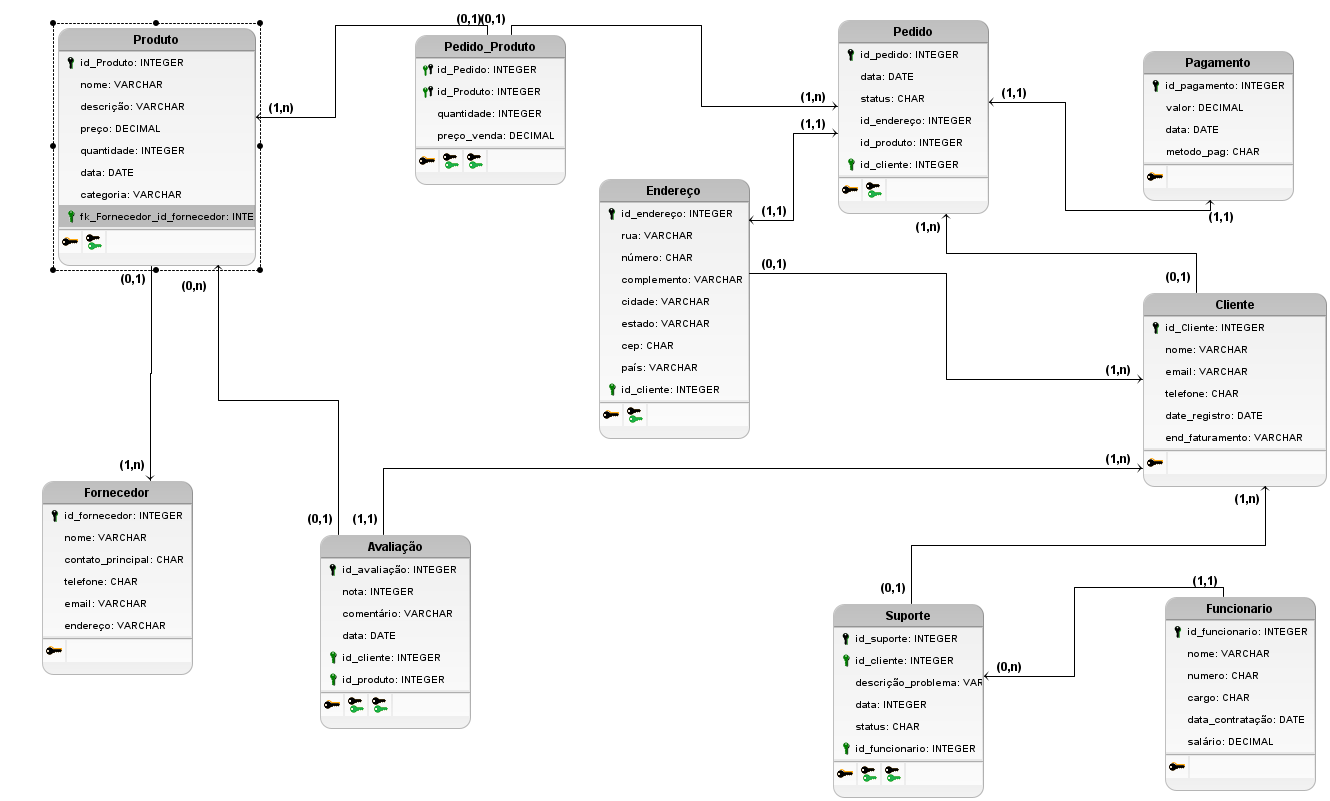 Produto
id_Produto: INTEGER
nome: VARCHAR
descrição: VARCHAR
preço: DECIMAL
quantidade: INTEGER
data: DATE
categoria: VARCHAR
fk_Fornecedor_id_fornecedor: INTE
(1,n)
(0,1)
(0,n)
(0,1)(0,1)
Pedido_Produto
id_Pedido: INTEGER
id_Produto: INTEGER
quantidade: INTEGER
preço_venda: DECIMAL
Pedido
id_pedido: INTEGER
data: DATE
status: CHAR
id_endereço: INTEGER
id_produto: INTEGER
id_cliente: INTEGER
(1,n)
(1,1)
(1,1)
(1,n)
Pagamento
id_pagamento: INTEGER
valor: DECIMAL
data: DATE
metodo_pag: CHAR
(1,1)
Endereço
id_endereço: INTEGER
rua: VARCHAR
número: CHAR
complemento: VARCHAR
cidade: VARCHAR
estado: VARCHAR
cep: CHAR
país: VARCHAR
id_cliente: INTEGER
(1,1)
(0,1)
(0,1)
Cliente
id_Cliente: INTEGER
nome: VARCHAR
email: VARCHAR
telefone: CHAR
date_registro: DATE
end_faturamento: VARCHAR
(1,n)
(1,n)
(1,n)
(1,n)
Fornecedor
id_fornecedor: INTEGER
nome: VARCHAR
contato_principal: CHAR
telefone: CHAR
email: VARCHAR
endereço: VARCHAR
(0,1)
(1,1)
Avaliação
id_avaliação: INTEGER
nota: INTEGER
comentário: VARCHAR
data: DATE
id_cliente: INTEGER
id_produto: INTEGER
(0,1)
Suporte
id_suporte: INTEGER
id_cliente: INTEGER
descrição_problema: VAR
data: INTEGER
status: CHAR
id_funcionario: INTEGER
(0,n)
(1,1)
Funcionario
id_funcionario: INTEGER
nome: VARCHAR
numero: CHAR
cargo: CHAR
data_contratação: DATE
salário: DECIMAL